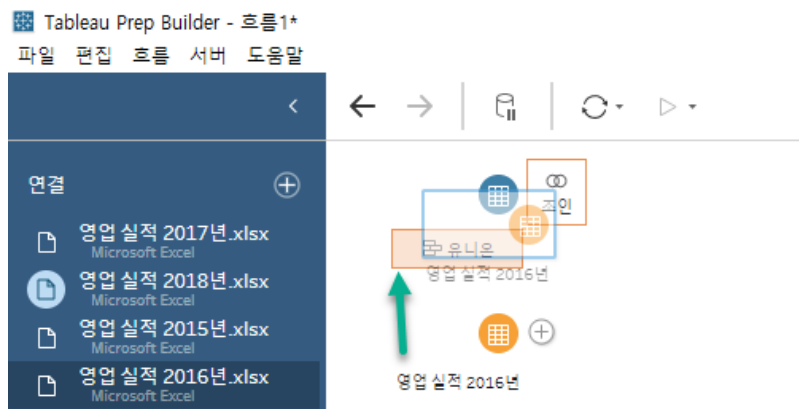 Tableau Prep Builder - 흐름1*
파일 편집 흐름 서버 도움말
연결
영업 실적 2017년.xlsx
Microsoft Excel
영업 실적 2018년.xlsx
Microsoft Excel
영업 실적 2015년.xlsx
Microsoft Excel
영업 실적 2016년.xlsx
Microsoft Excel
조인
유니온
영업 실적 2016년
영업 실적 2016년